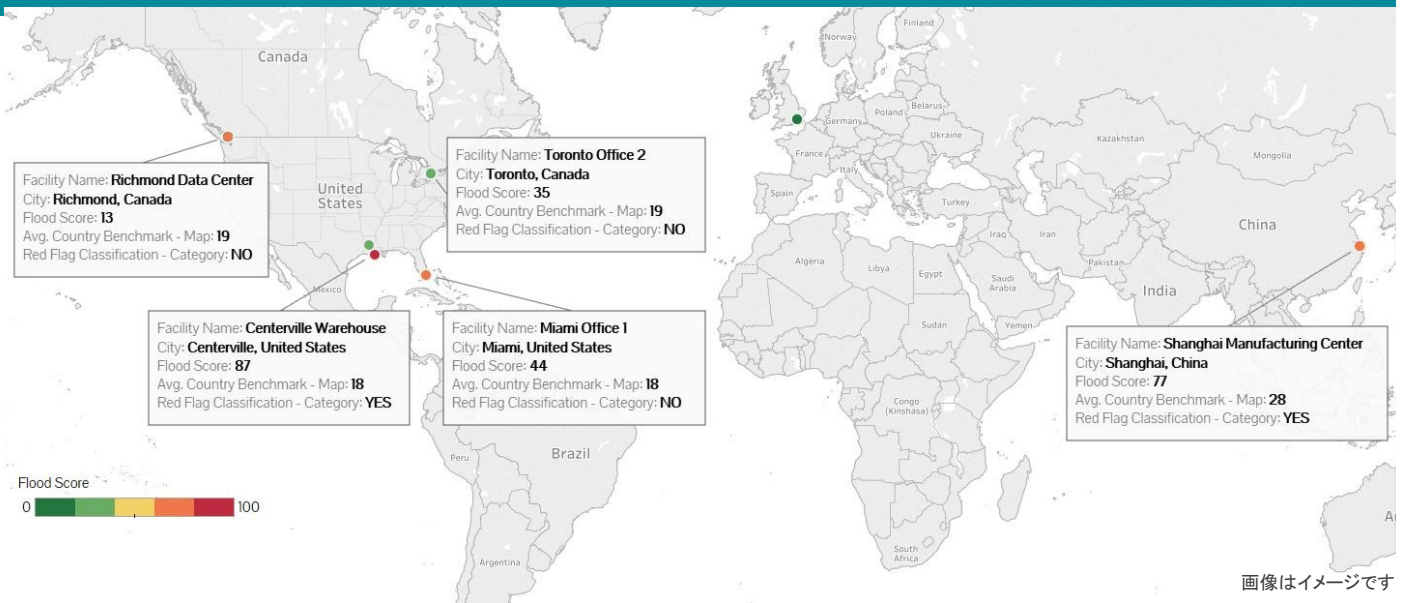 Finland
Norway
Canada
Belarus
Poland
Germany
Ukraine
Kazakhstan
France
Mongolia
Italy
Spain
Turkey
Facility Name: Toronto Office 2
City: Toronto, Canada
Flood Score: 35
Avg. Country Benchmark - Map: 19
Red Flag Classification - Category: NO
Facility Name: Richmond Data Center
City: Richmond, Canada
Flood Score: 13
Avg. Country Benchmark - Map: 19
Red Flag Classification - Category: NO
United
States
China
Iraq
Iran
Algeria
Libya
Egypt
Pakistan
Saudi
Arabia
India
Mexico
Sudan
Yemen
Facility Name: Centerville Warehouse
City: Centerville, United States
Flood Score: 87
Avg. Country Benchmark - Map: 18
Red Flag Classification - Category: YES
Facility Name: Miami Office 1
City: Miami, United States
Flood Score: 44
Avg. Country Benchmark - Map: 18
Red Flag Classification - Category: NO
Facility Name: Shanghai Manufacturing Center
City: Shanghai, China
Flood Score: 77
Avg. Country Benchmark - Map: 28
Red Flag Classification - Category: YES
Congo
(Kinshasa)
Peru
Brazil
Flood Score
0
100
South
Africa
Argentina
画像はイメージです